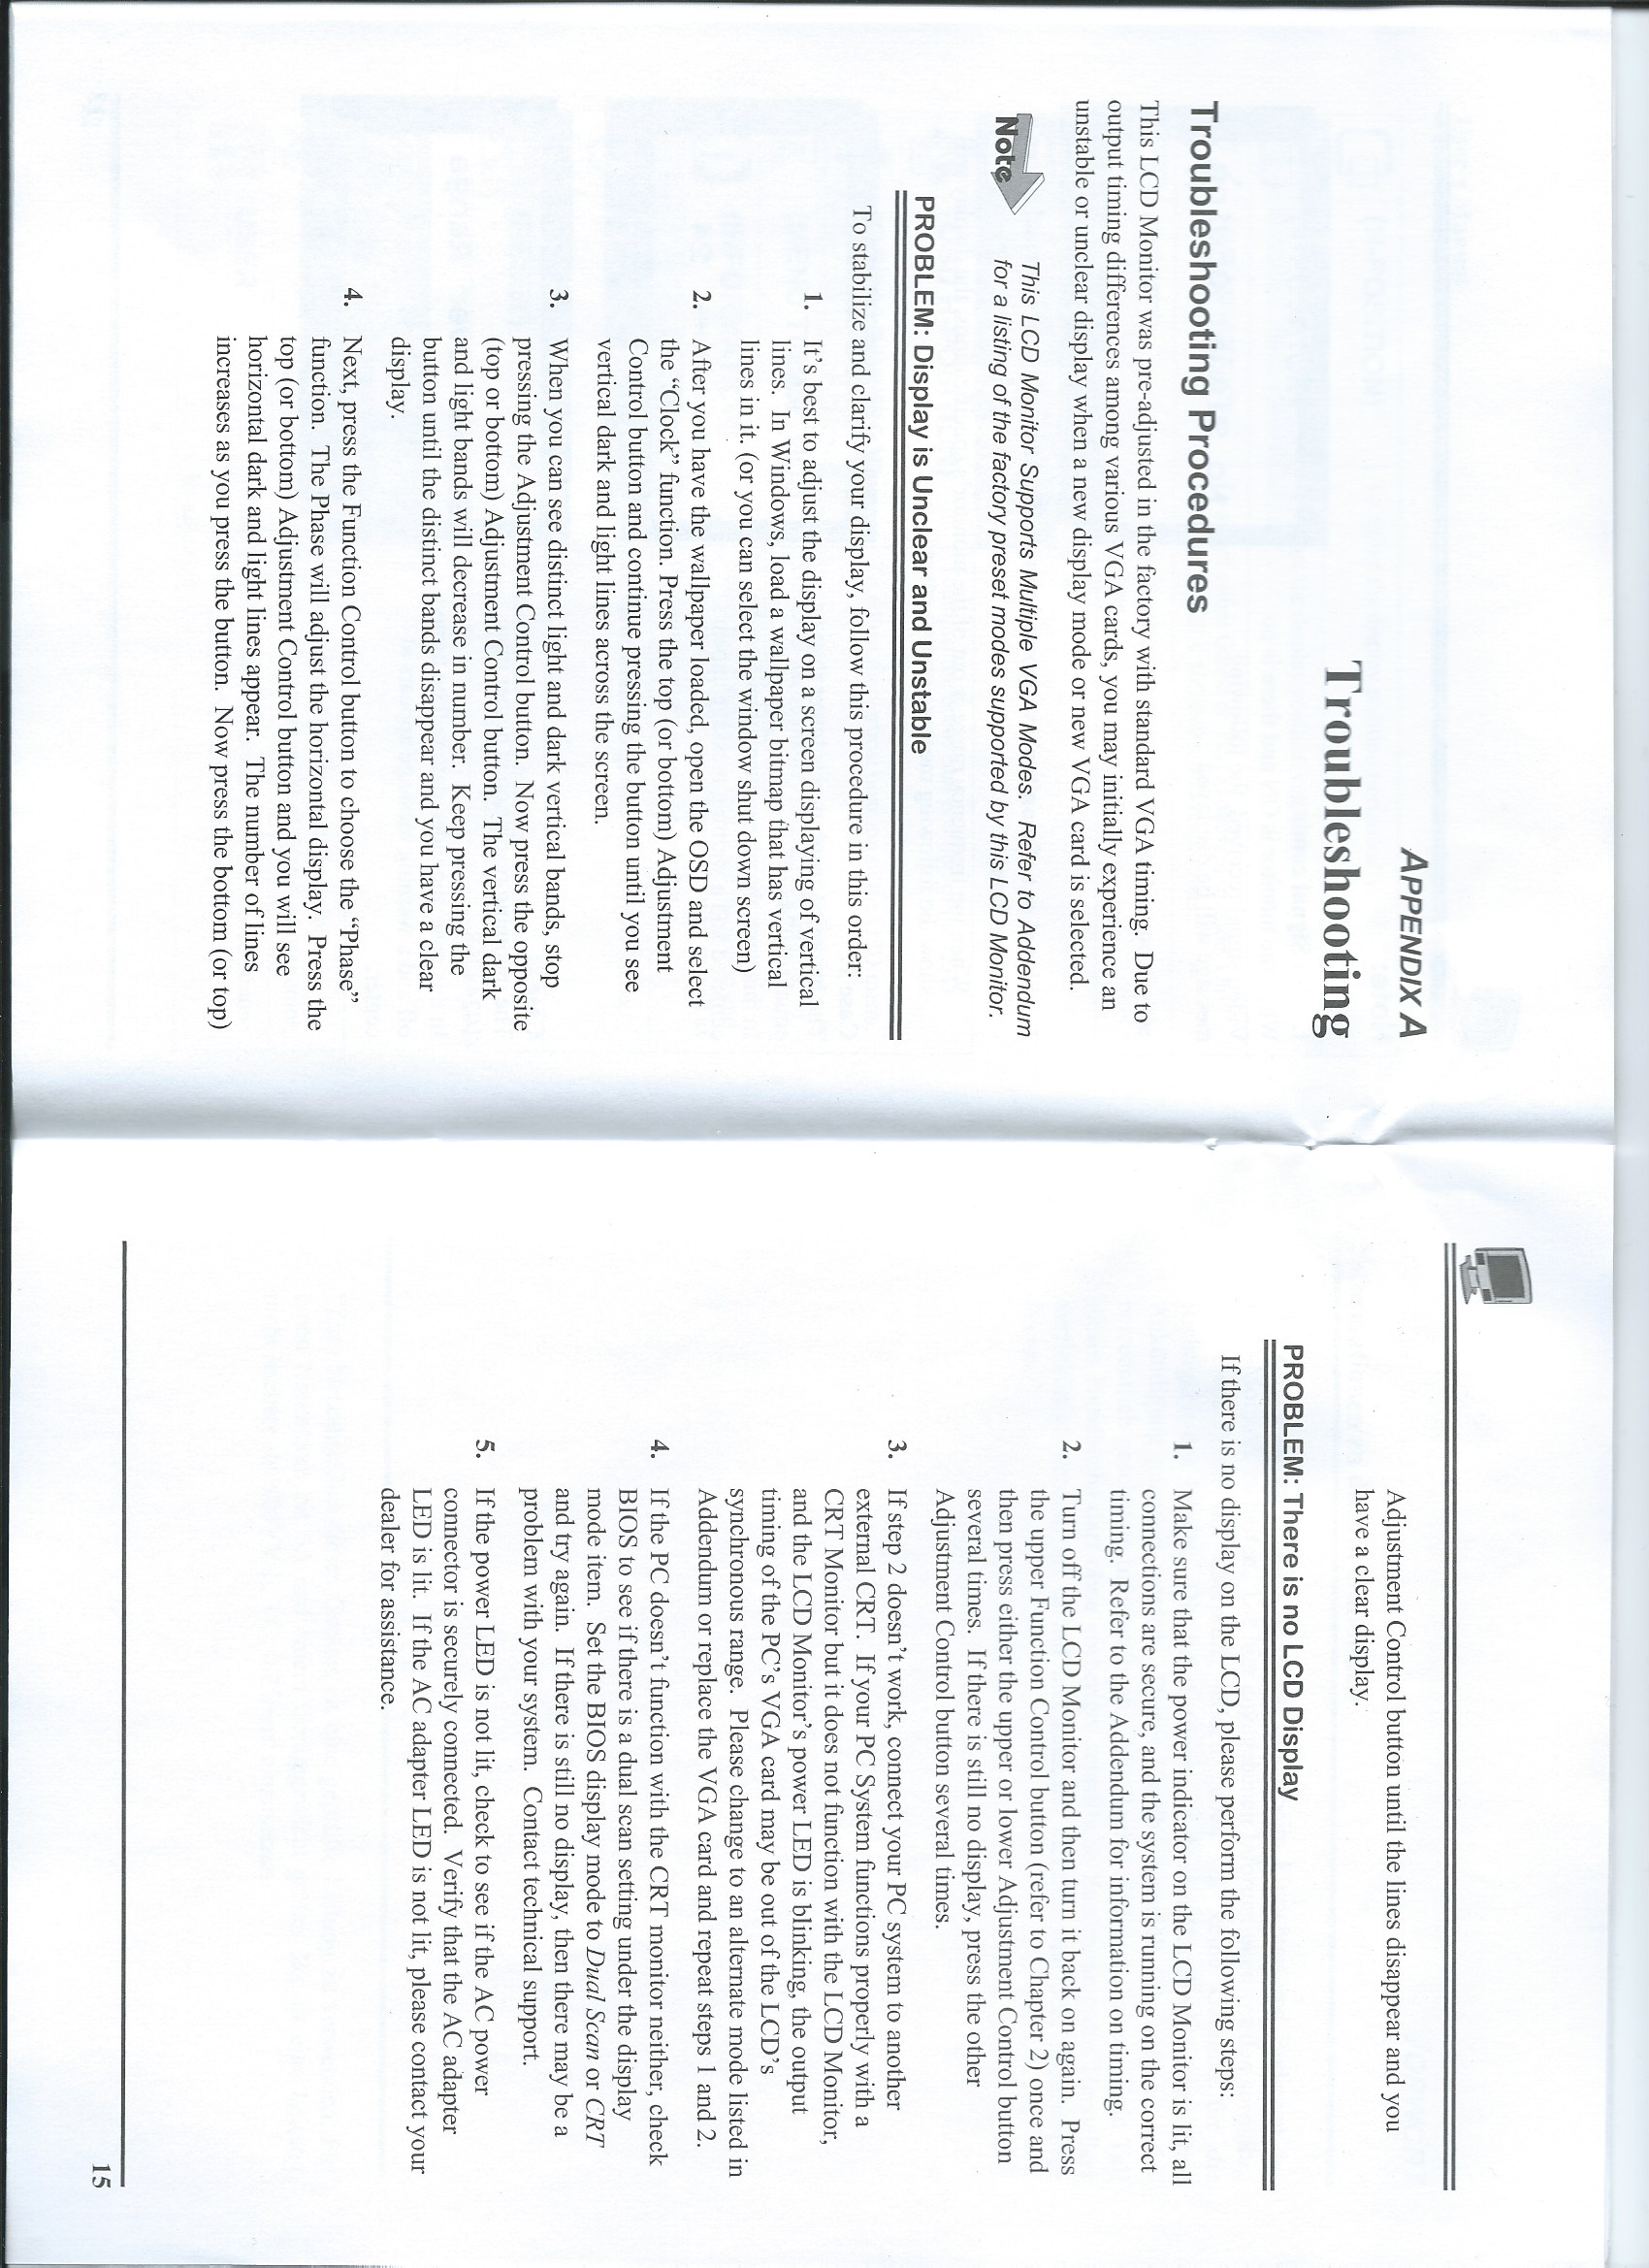 APPENDIX A
Troubleshooting
Troubleshooting Procedures
This LCD Monitor was pre-adjusted in the factory with standard VGA timing. Due to
output timing differences among various VGA cards, you may initially experience an
unstable or unclear display when a new display mode or new VGA card is selected.
Note
This LCD Monitor Supports Multiple VGA Modes. Refer to Addendum
for a listing of the factory preset modes supported by this LCD Monitor.
PROBLEM: Display is Unclear and Unstable
To stabilize and clarify your display, follow this procedure in this order:
1. It's best to adjust the display on a screen displaying of vertical
lines. In Windows, load a wallpaper bitmap that has vertical
lines in it. (or you can select the window shut down screen)
2. After you have the wallpaper loaded, open the OSD and select
the "Clock" function. Press the top (or bottom) Adjustment
Control button and continue pressing the button until you see
vertical dark and light lines across the screen.
3. When you can see distinct light and dark vertical bands, stop
pressing the Adjustment Control button. Now press the opposite
(top or bottom) Adjustment Control button. The vertical dark
and light bands will decrease in number. Keep pressing the
button until the distinct bands disappear and you have a clear
display.
4. Next, press the Function Control button to choose the "Phase"
function. The Phase will adjust the horizontal display. Press the
top (or bottom) Adjustment Control button and you will see
horizontal dark and light lines appear. The number of lines
increases as you press the button. Now press the bottom (or top)
Adjustment Control button until the lines disappear and you
have a clear display.
PROBLEM: There is no LCD Display
If there is no display on the LCD, please perform the following steps:
1. Make sure that the power indicator on the LCD Monitor is lit, all
connections are secure, and the system is running on the correct
timing. Refer to the Addendum for information on timing.
2. Turn off the LCD Monitor and then turn it back on again. Press
the upper Function Control button (refer to Chapter 2) once and
then press either the upper or lower Adjustment Control button
several times. If there is still no display, press the other
Adjustment Control button several times.
3. If step 2 doesn't work, connect your PC system to another
external CRT. If your PC System functions properly with a
CRT Monitor but it does not function with the LCD Monitor,
and the LCD Monitor's power LED is blinking, the output
timing of the PC's VGA card may be out of the LCD's
synchronous range. Please change to an alternate mode listed in
Addendum or replace the VGA card and repeat steps 1 and 2.
4. If the PC doesn't function with the CRT monitor neither, check
BIOS to see if there is a dual scan setting under the display
mode item. Set the BIOS display mode to Dual Scan or CRT
and try again. If there is still no display, then there may be a
problem with your system. Contact technical support.
5. If the power LED is not lit, check to see if the AC power
connector is securely connected. Verify that the AC adapter
LED is lit. If the AC adapter LED is not lit, please contact your
dealer for assistance.
15